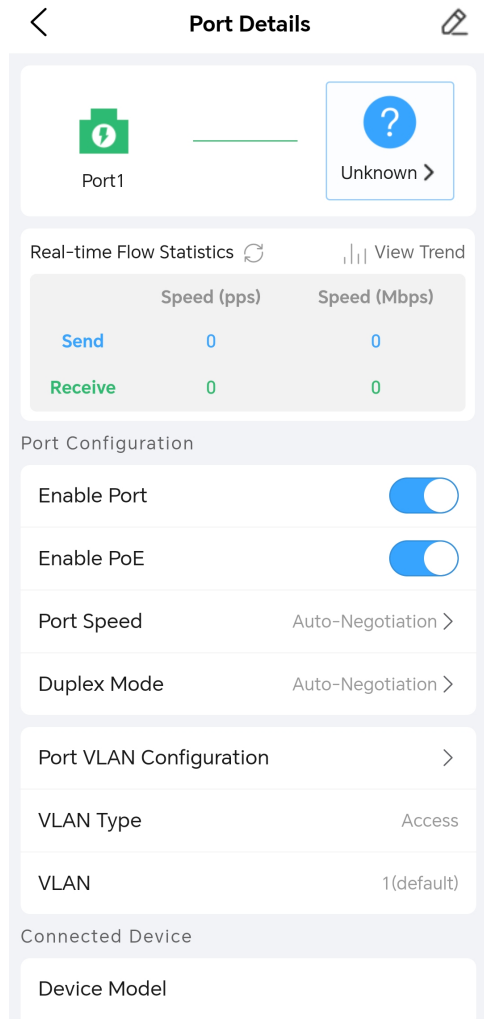 Port Details
?
Port1
Unknown
Real-time Flow Statistics View Trend
Speed (pps) Speed (Mbps)
Send 0 0
Receive 0 0
Port Configuration
Enable Port
Enable PoE
Port Speed Auto-Negotiation
Duplex Mode Auto-Negotiation
Port VLAN Configuration
VLAN Type Access
VLAN 1(default)
Connected Device
Device Model